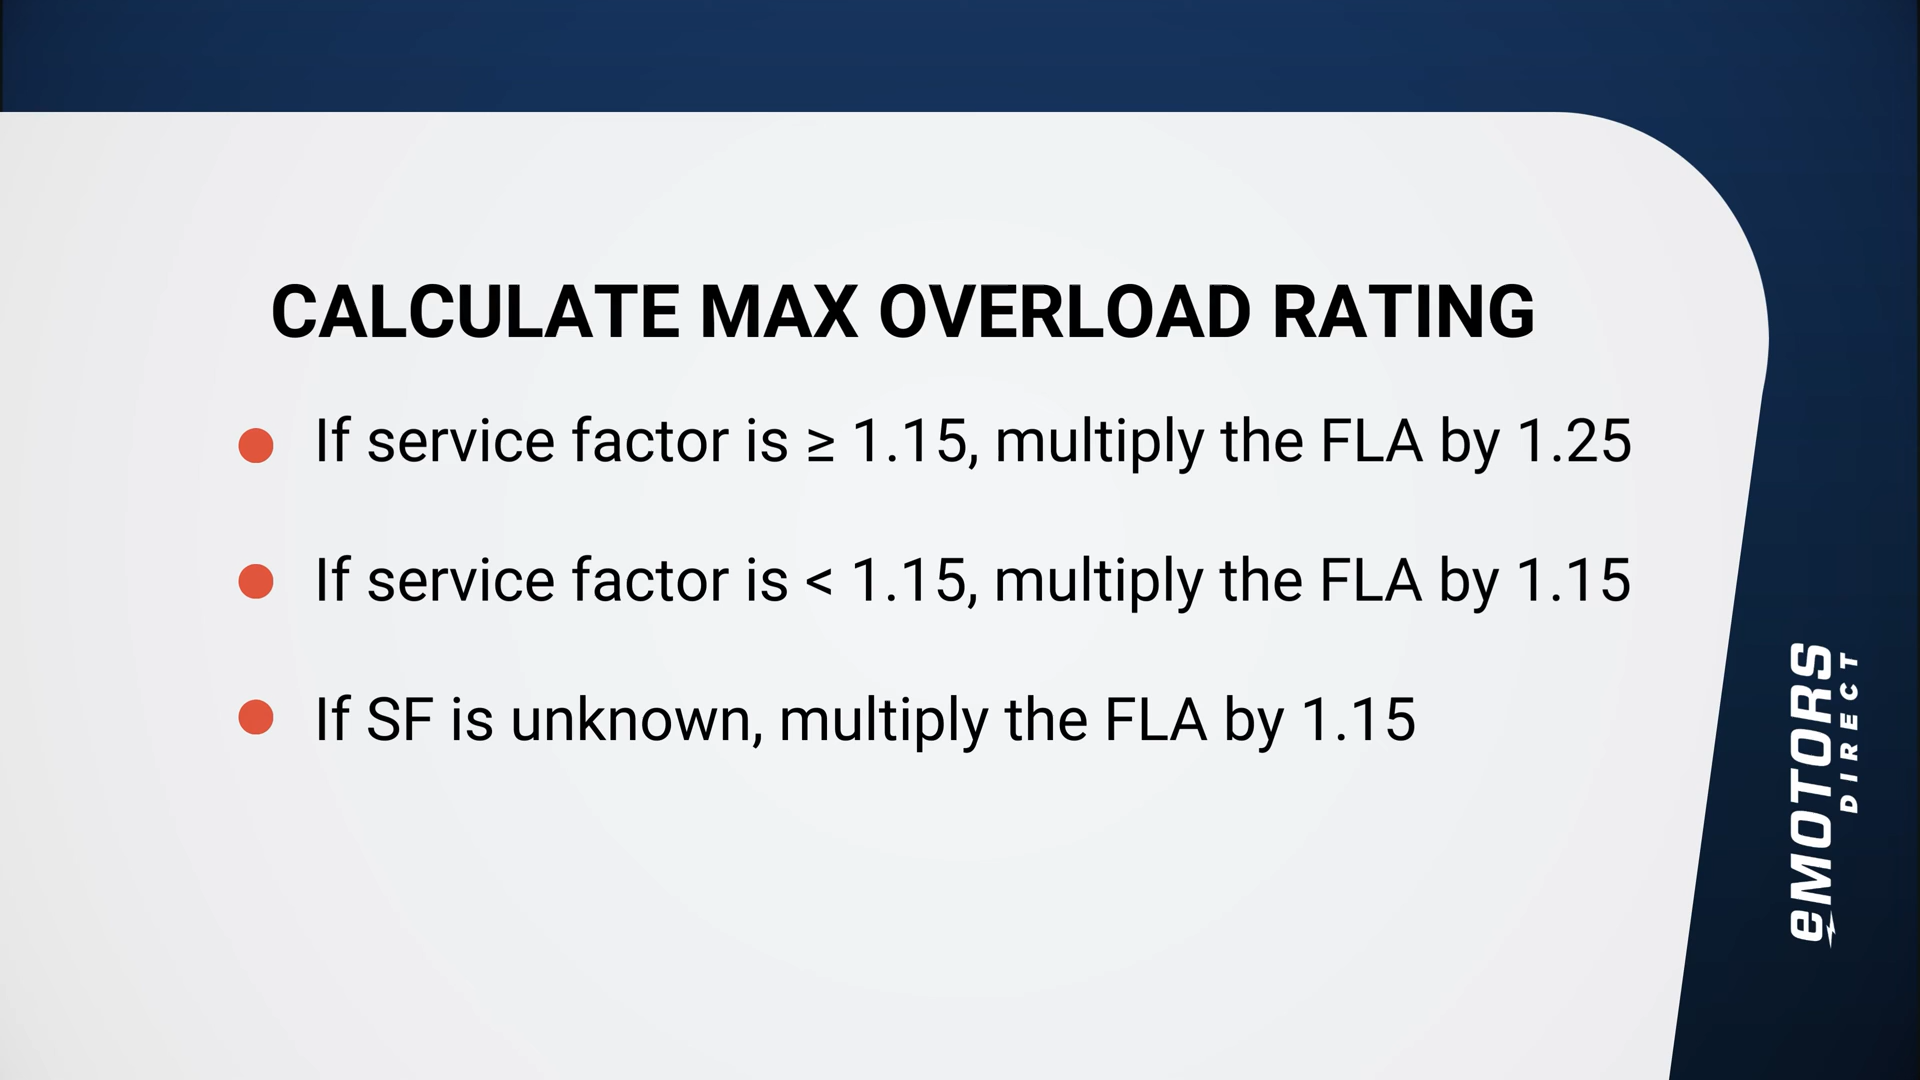 CALCULATE MAX OVERLOAD RATING
If service factor is ≥ 1.15, multiply the FLA by 1.25
If service factor is < 1.15, multiply the FLA by 1.15
If SF is unknown, multiply the FLA by 1.15
eMOTORS
DIRECT